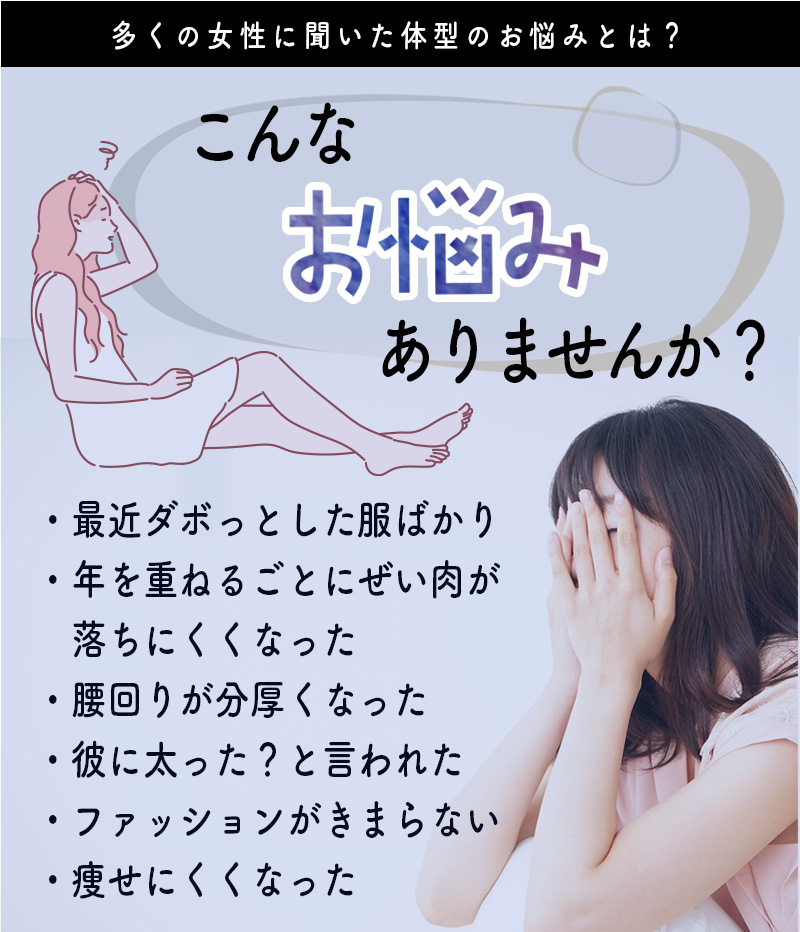 多くの女性に聞いた体型のお悩みとは？
こんな
お悩み
ありませんか？
・最近ダボっとした服ばかり
・年を重ねるごとにぜい肉が
落ちにくくなった
・腰回りが分厚くなった
・彼に太った？と言われた
・ファッションがきまらない
・痩せにくくなった